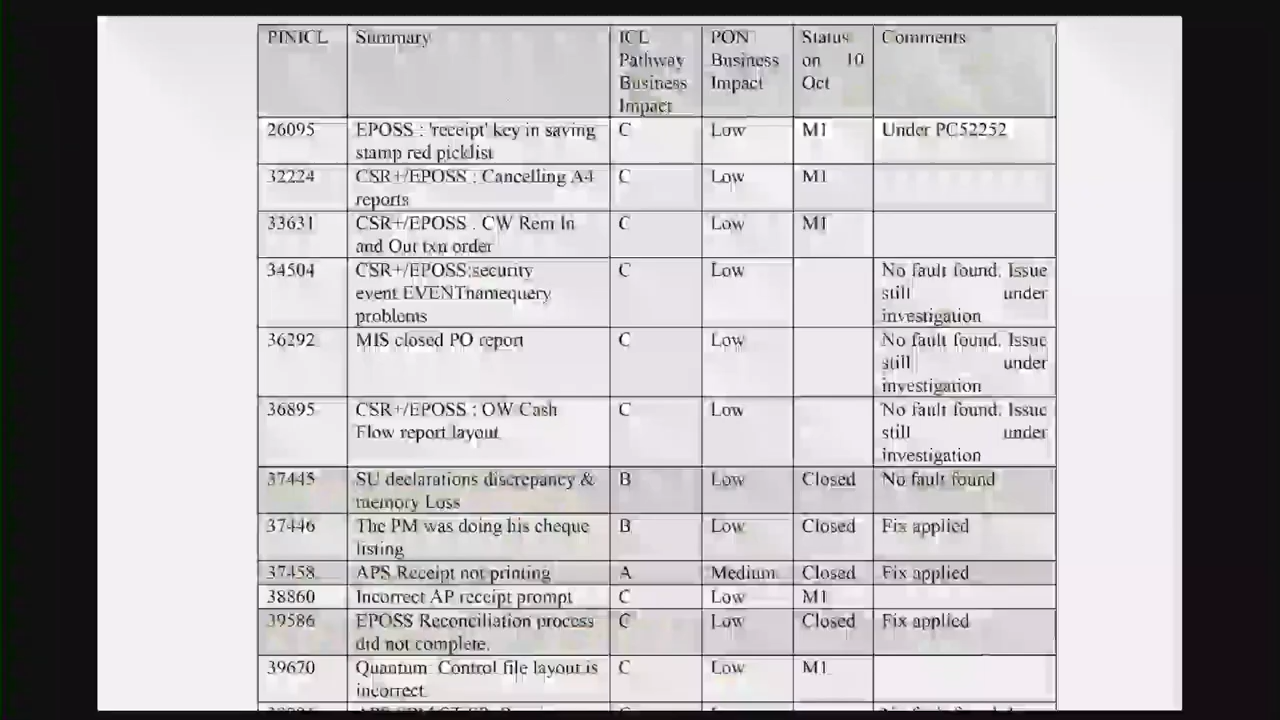 PINICL Summary ICL PON Status Comments
Pathway Business on 10
Business Impact Oct
Impact
26095 EPOSS : 'receipt' key in saving C Low M1 Under PC52252
stamp red picklist
32224 CSR+/EPOSS : Cancelling A4 C Low M1
reports
33631 CSR+/EPOSS : CW Rem In C Low M1
and Out txn order
34504 CSR+/EPOSS:security C Low No fault found. Issue
event EVENTnamequery still under
problems investigation
36292 MIS closed PO report C Low No fault found. Issue
still under
investigation
36895 CSR+/EPOSS : OW Cash C Low No fault found. Issue
Flow report layout still under
investigation
37445 SU declarations discrepancy & B Low Closed No fault found
memory Loss
37446 The PM was doing his cheque B Low Closed Fix applied
listing
37458 APS Receipt not printing A Medium Closed Fix applied
38860 Incorrect AP receipt prompt C Low M1
39586 EPOSS Reconciliation process C Low Closed Fix applied
did not complete.
39670 Quantum Control file layout is C Low M1
incorrect